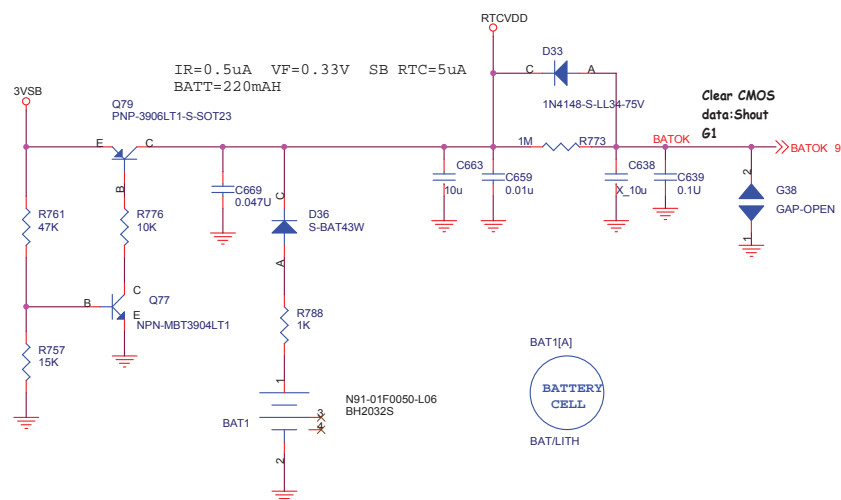 RTCVDD
IR=0.5uA VF=0.33V SB RTC=5uA
BATT=220mAH
D33
C
A
1N4148-S-LL34-75V
3VSB
Q79
PNP-3906LT1-S-SOT23
Clear CMOS
data:Shout
G1
E
C
B
1M
R773
BATOK
BATOK 9
C669
0.047U
C663
10u
C659
0.01u
C638
X_10u
C639
0.1U
2
G38
GAP-OPEN
1
R761
47K
R776
10K
C
D36
S-BAT43W
A
B
C
Q77
E
NPN-MBT3904LT1
R788
1K
R757
15K
BAT1[A]
BATTERY
CELL
BAT/LITH
1
N91-01F0050-L06
BH2032S
3
4
BAT1
2